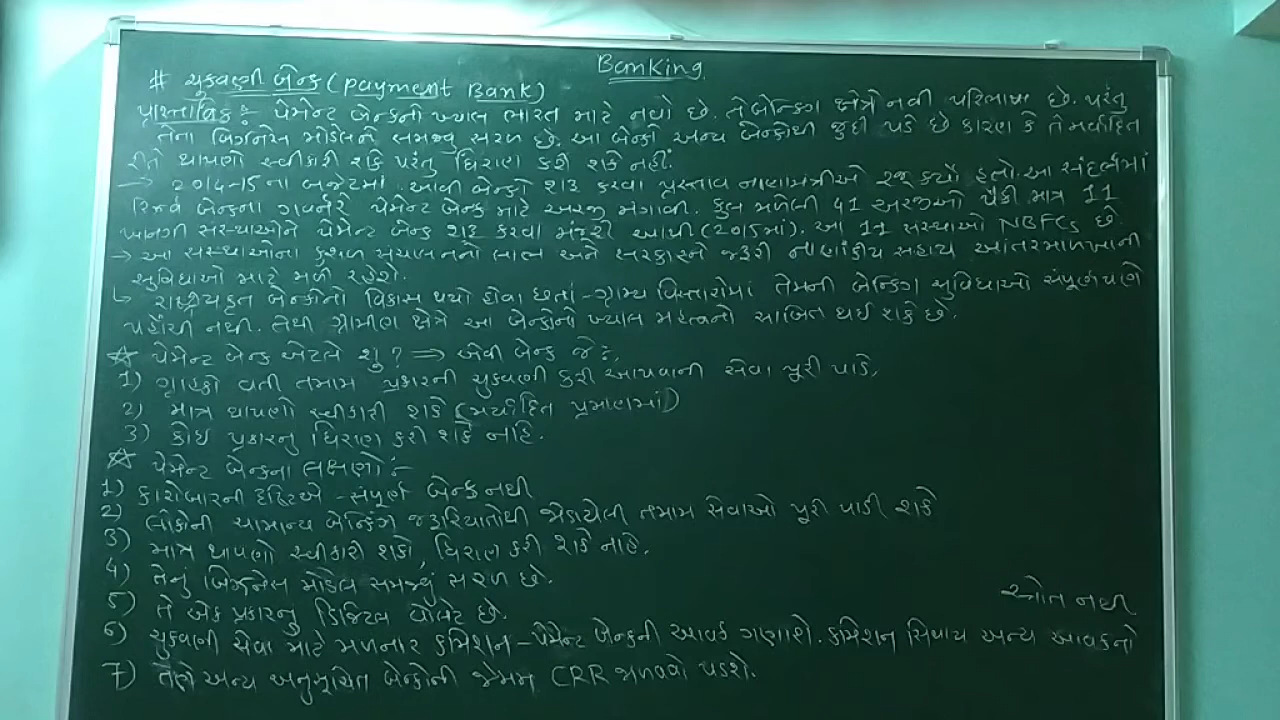 Banking
# ચુકવણી બેન્ક (Payment Bank)
પ્રાસ્તાવિક :- પેમેન્ટ બેન્કનો ખ્યાલ ભારત માટે નવો છે. તે બેન્કિંગ ક્ષેત્રે નવી પરિભાષા છે. પરંતુ
તેના બિઝનેસ મોડેલને સમજવુ સરળ છે. આ બેન્કો અન્ય બેન્કોથી જુદી પડે છે કારણ કે તે મર્યાદિત
રીતે થાપણો સ્વીકારી શકે પરંતુ ધિરાણ કરી શકે નહીં.
→ 2014-15 ના બજેટમાં આવી બેન્કો શરૂ કરવા પ્રસ્તાવ નાણામંત્રીએ રજૂ કર્યો હતો. આ સંદર્ભમાં
રિઝર્વ બેન્કના ગવર્નરે પેમેન્ટ બેન્ક માટે અરજી મંગાવી. કુલ મળેલી 41 અરજીઓ પૈકી માત્ર 11
ખાનગી સંસ્થાઓને પેમેન્ટ બેન્ક શરૂ કરવા મંજૂરી આપી (2015માં). આ 11 સંસ્થાઓ NBFCs છે
→ આ સંસ્થાઓના કુશળ સંચાલનનો લાભ અને સરકારને જરૂરી નાણાંકીય સહાય આંતરમાળખાની
સુવિધાઓ માટે મળી રહેશે.
↳ રાષ્ટ્રીયકૃત બેન્કોનો વિકાસ થયો હોવા છતાં - ગ્રામ્ય વિસ્તારોમાં તેમની બેન્કિંગ સુવિધાઓ સંપૂર્ણપણે
પહોંચી નથી. તેથી ગ્રામીણ ક્ષેત્રે આ બેન્કોનો ખ્યાલ મહત્વનો સાબિત થઈ શકે છે.
☆ પેમેન્ટ બેન્ક એટલે શુ? ⇒ એવી બેન્ક જે :-
1) ગ્રાહકો વતી તમામ પ્રકારની ચુકવણી કરી આપવાની સેવા પૂરી પાડે.
2) માત્ર થાપણો સ્વીકારી શકે (મર્યાદિત પ્રમાણમાં)
3) કોઇ પ્રકારનુ ધિરાણ કરી શકે નહિ.
☆ પેમેન્ટ બેન્કના લક્ષણો :-
1) કારોબારની દૃષ્ટિએ - સંપૂર્ણ બેન્ક નથી
2) લોકોની સામાન્ય બેન્કિંગ જરૂરિયાતોથી જોડાયેલી તમામ સેવાઓ પૂરી પાડી શકે
3) માત્ર થાપણો સ્વીકારી શકે, ધિરાણ કરી શકે નહિ.
4) તેનું બિઝનેસ મોડેલ સમજવું સરળ છે.
5) તે એક પ્રકારનુ ડિજિટલ વોલેટ છે.
સ્ત્રોત નથી
6) ચુકવણી સેવા માટે મળનાર કમિશન - પેમેન્ટ બેન્કની આવક ગણાશે. કમિશન સિવાય અન્ય આવકનો
7) તેણે અન્ય અનુસૂચિત બેન્કોની જેમ CRR જાળવવો પડશે.